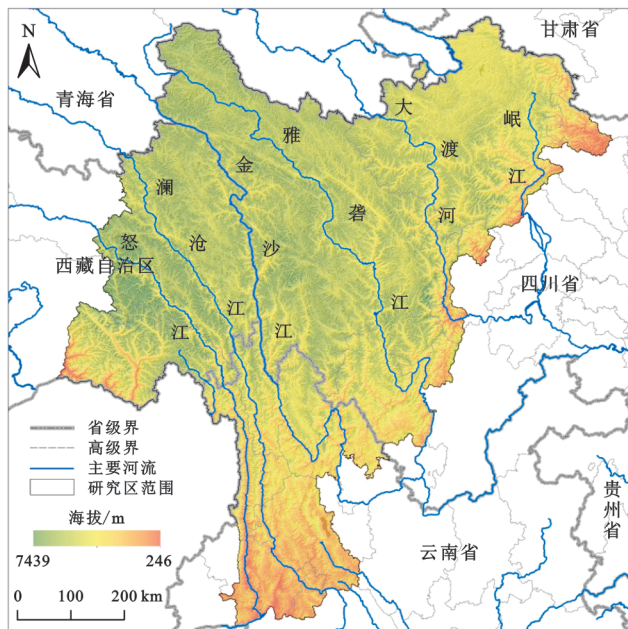 N
甘肃省
青海省
大渡河
岷江
雅砻江
金沙江
澜沧江
怒江
西藏自治区
四川省
省级界
高级界
主要河流
研究区范围
海拔/m
7439 246
0 100 200 km
云南省
贵州省